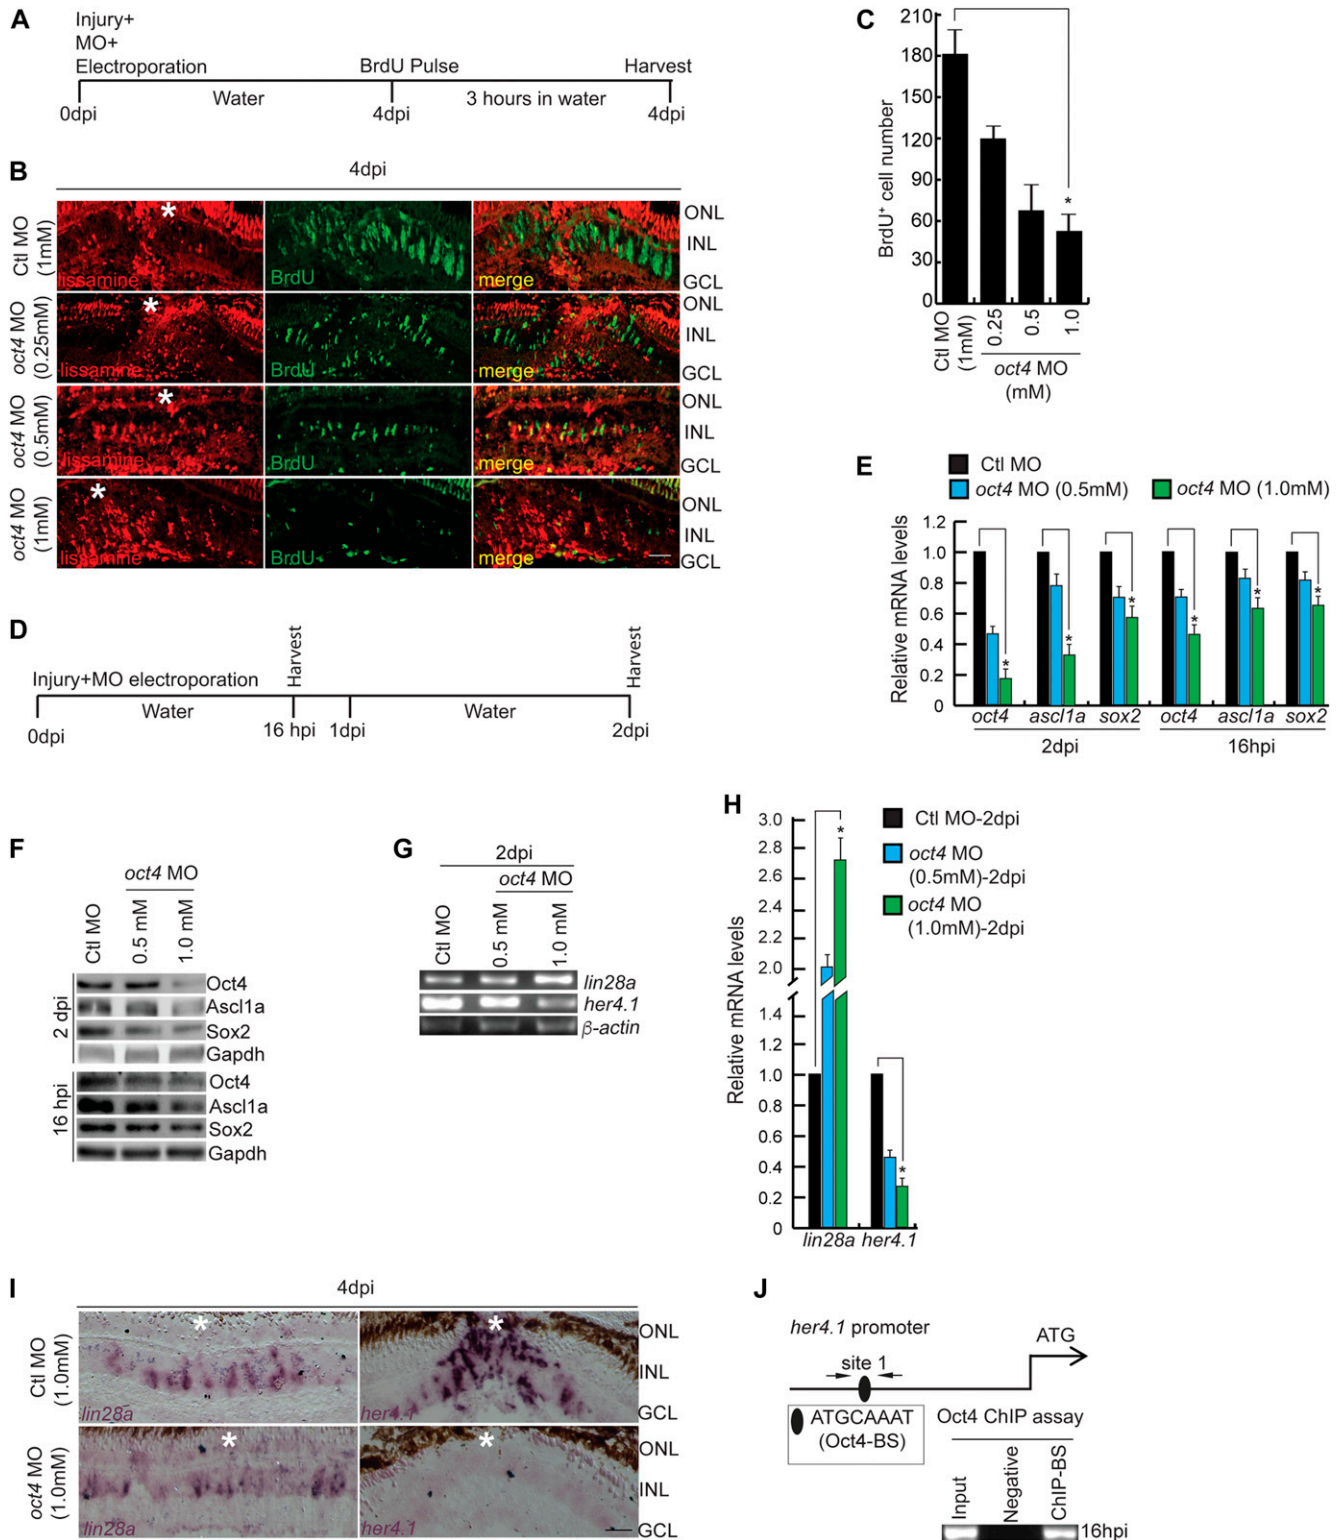 A
Injury+
MO+
Electroporation
BrdU Pulse
Harvest
Water
3 hours in water
0dpi
4dpi
4dpi
B
4dpi
Ctl MO
(1mM)
lissamine
BrdU
merge
ONL
INL
GCL
oct4 MO
(0.25mM)
lissamine
BrdU
merge
ONL
INL
GCL
oct4 MO
(0.5mM)
lissamine
BrdU
merge
ONL
INL
GCL
oct4 MO
(1mM)
lissamine
BrdU
merge
ONL
INL
GCL
C
BrdU+ cell number
210
180
150
120
90
60
30
0
*
Ctl MO
(1mM)
0.25
0.5
1.0
oct4 MO
(mM)
D
Injury+MO electroporation
Harvest
Harvest
Water
Water
0dpi
16 hpi
1dpi
2dpi
E
Ctl MO
oct4 MO (0.5mM)
oct4 MO (1.0mM)
Relative mRNA levels
1.2
1.0
0.8
0.6
0.4
0.2
0
* * * * * *
oct4 ascl1a sox2 oct4 ascl1a sox2
2dpi
16hpi
F
oct4 MO
Ctl MO
0.5 mM
1.0 mM
2 dpi
Oct4
Ascl1a
Sox2
Gapdh
16 hpi
Oct4
Ascl1a
Sox2
Gapdh
G
2dpi
oct4 MO
Ctl MO
0.5 mM
1.0 mM
lin28a
her4.1
β-actin
H
Ctl MO-2dpi
oct4 MO
(0.5mM)-2dpi
oct4 MO
(1.0mM)-2dpi
Relative mRNA levels
3.0
2.8
2.6
2.4
2.2
2.0
1.4
1.2
1.0
0.8
0.6
0.4
0.2
0
*
*
lin28a her4.1
I
4dpi
Ctl MO
(1.0mM)
lin28a
her4.1
ONL
INL
GCL
oct4 MO
(1.0mM)
lin28a
her4.1
ONL
INL
GCL
J
her4.1 promoter
ATG
site 1
ATGCAAAT
(Oct4-BS)
Oct4 ChIP assay
Input
Negative
ChIP-BS
16hpi